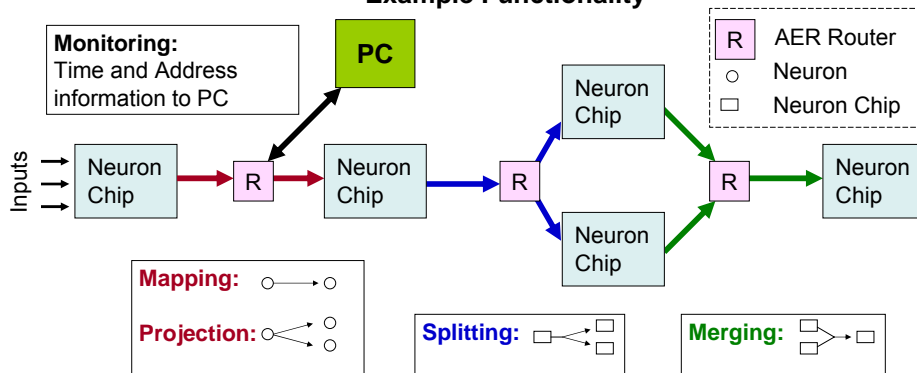 Example Functionality
Monitoring:
Time and Address
information to PC
PC
R AER Router
Neuron
Neuron Chip
Inputs
Neuron
Chip
R
Neuron
Chip
R
Neuron
Chip
Neuron
Chip
R
Neuron
Chip
Mapping:
Projection:
Splitting:
Merging: